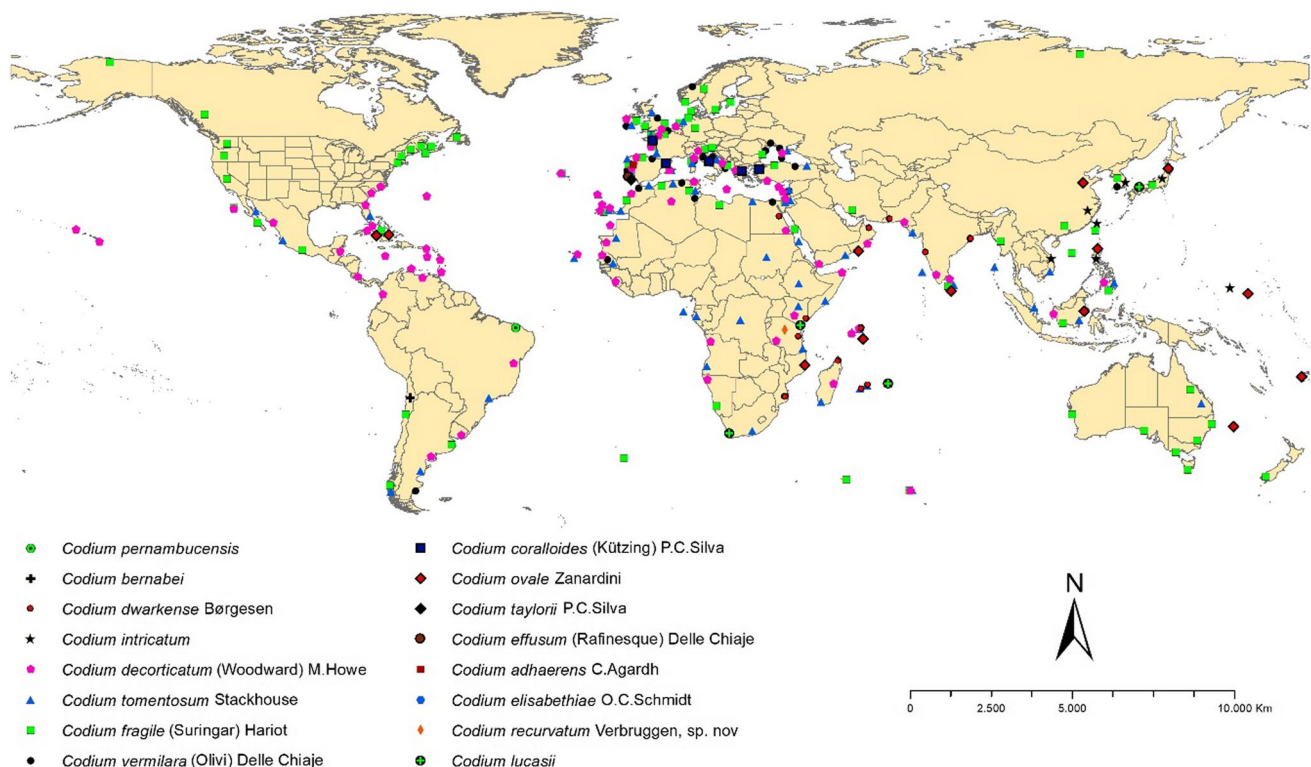 Codium pernambucensis
Codium bernabei
Codium dwarkense Børgesen
Codium intricatum
Codium decorticatum (Woodward) M.Howe
Codium tomentosum Stackhouse
Codium fragile (Suringar) Hariot
Codium vermilara (Olivi) Delle Chiaje
Codium coralloides (Kützing) P.C.Silva
Codium ovale Zanardini
Codium taylorii P.C.Silva
Codium effusum (Rafinesque) Delle Chiaje
Codium adhaerens C.Agardh
Codium elisabethiae O.C.Schmidt
Codium recurvatum Verbruggen, sp. nov
Codium lucasii
N
0 2.500 5.000 10.000 Km